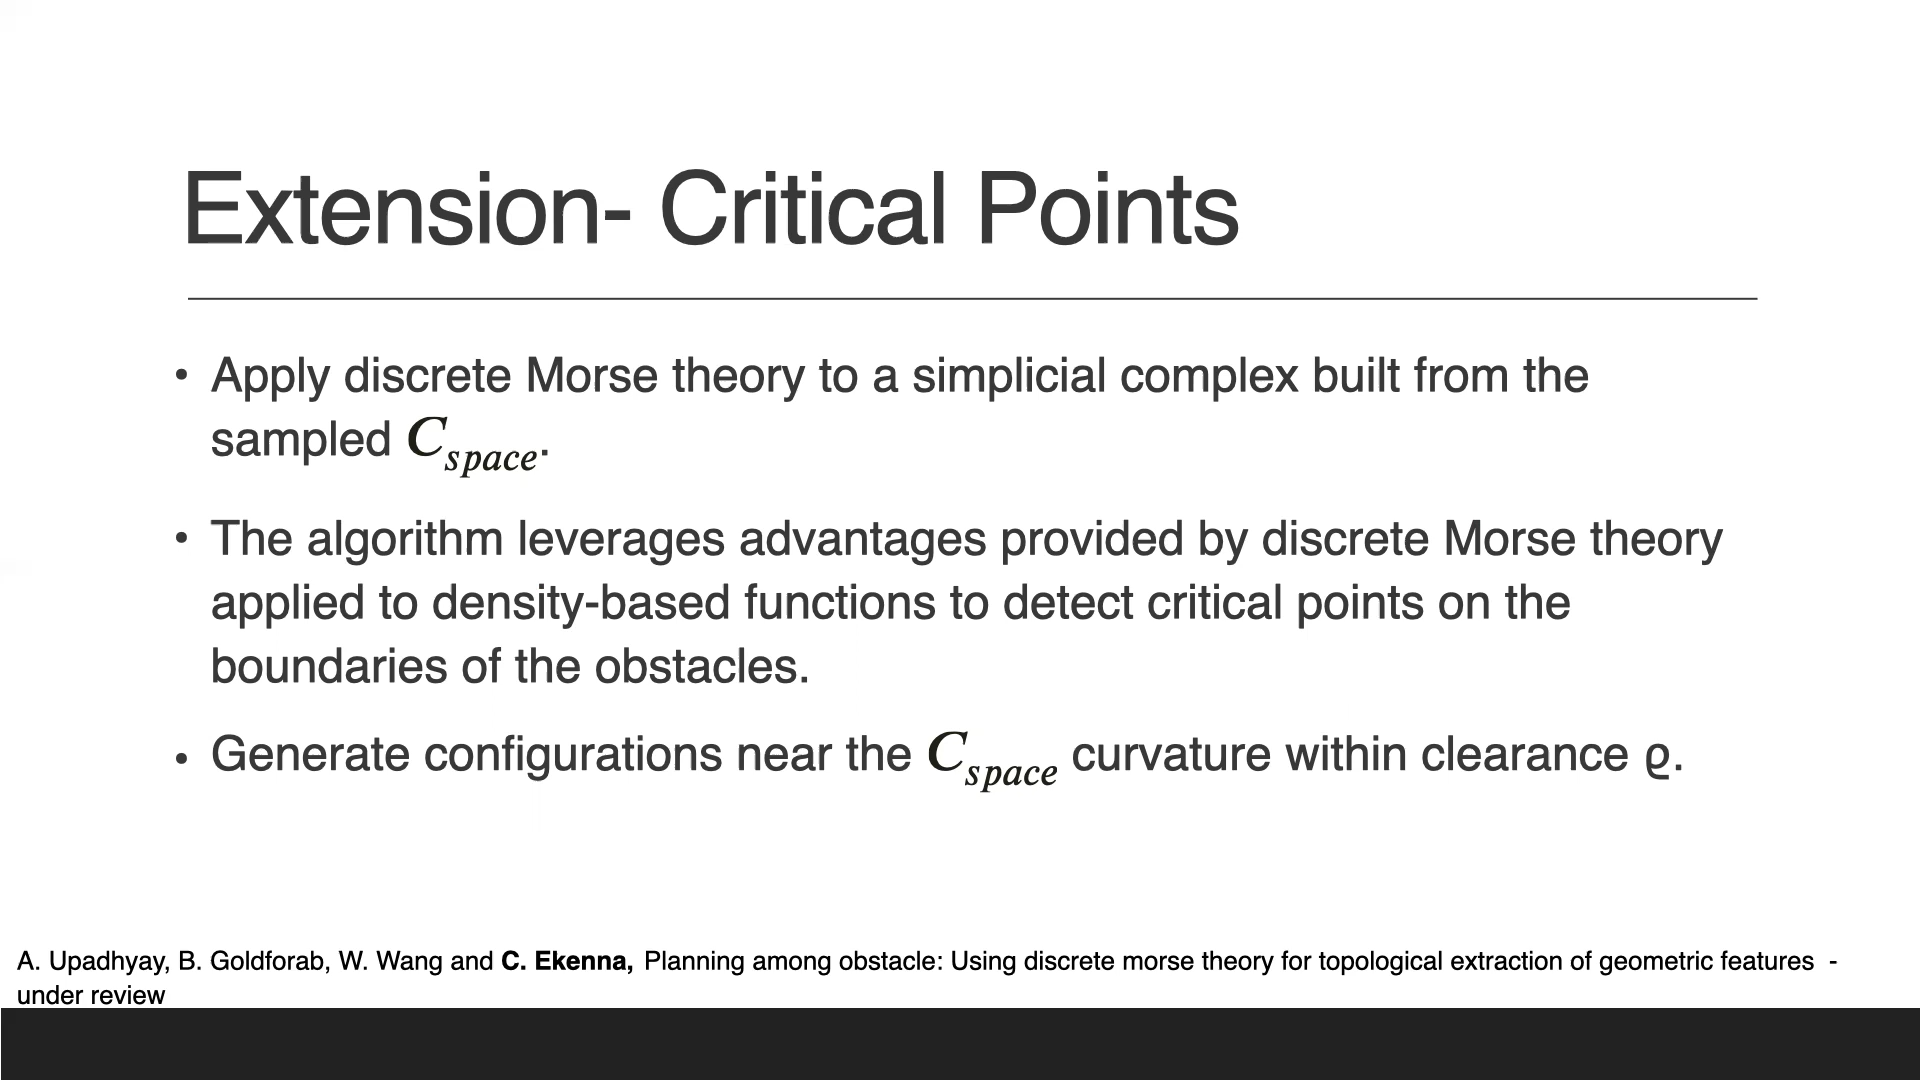 Extension- Critical Points
• Apply discrete Morse theory to a simplicial complex built from the
sampled C_space.
• The algorithm leverages advantages provided by discrete Morse theory
applied to density-based functions to detect critical points on the
boundaries of the obstacles.
• Generate configurations near the C_space curvature within clearance ϱ.
A. Upadhyay, B. Goldforab, W. Wang and C. Ekenna, Planning among obstacle: Using discrete morse theory for topological extraction of geometric features -
under review